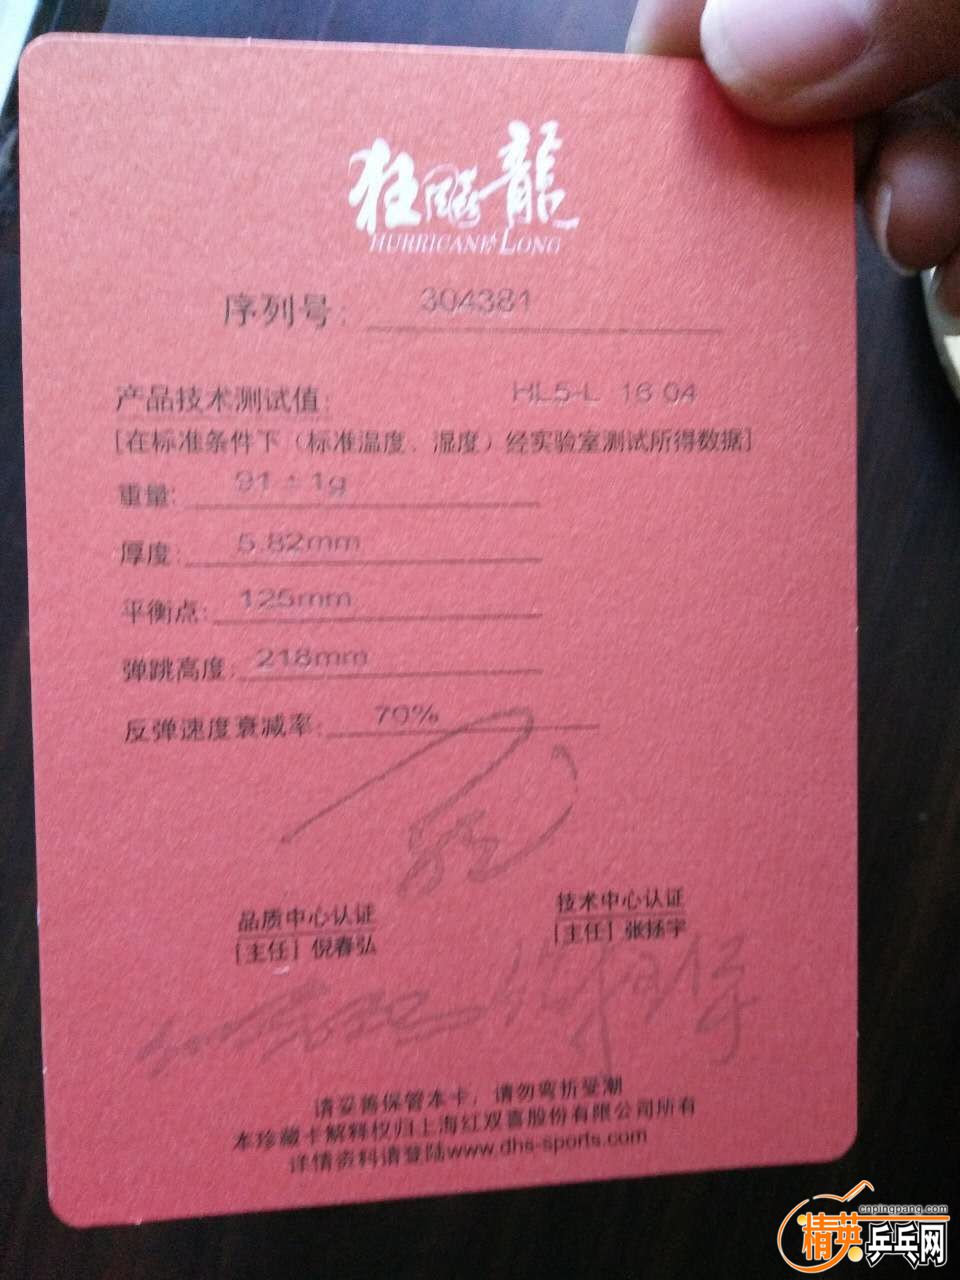 狂飚龍
HURRICANE LONG
序列号: 304381
产品技术测试值: HL5-L 16 04
[在标准条件下（标准温度、湿度）经实验室测试所得数据]
重量: 91±1g
厚度: 5.82mm
平衡点: 125mm
弹跳高度: 218mm
反弹速度衰减率: 70%
品质中心认证
[主任] 倪春弘
技术中心认证
[主任] 张拯宇
请妥善保管本卡，请勿弯折受潮
本珍藏卡解释权归上海红双喜股份有限公司所有
详情资料请登陆www.dhs-sports.com
cnpingpang.com
精英乒乓网